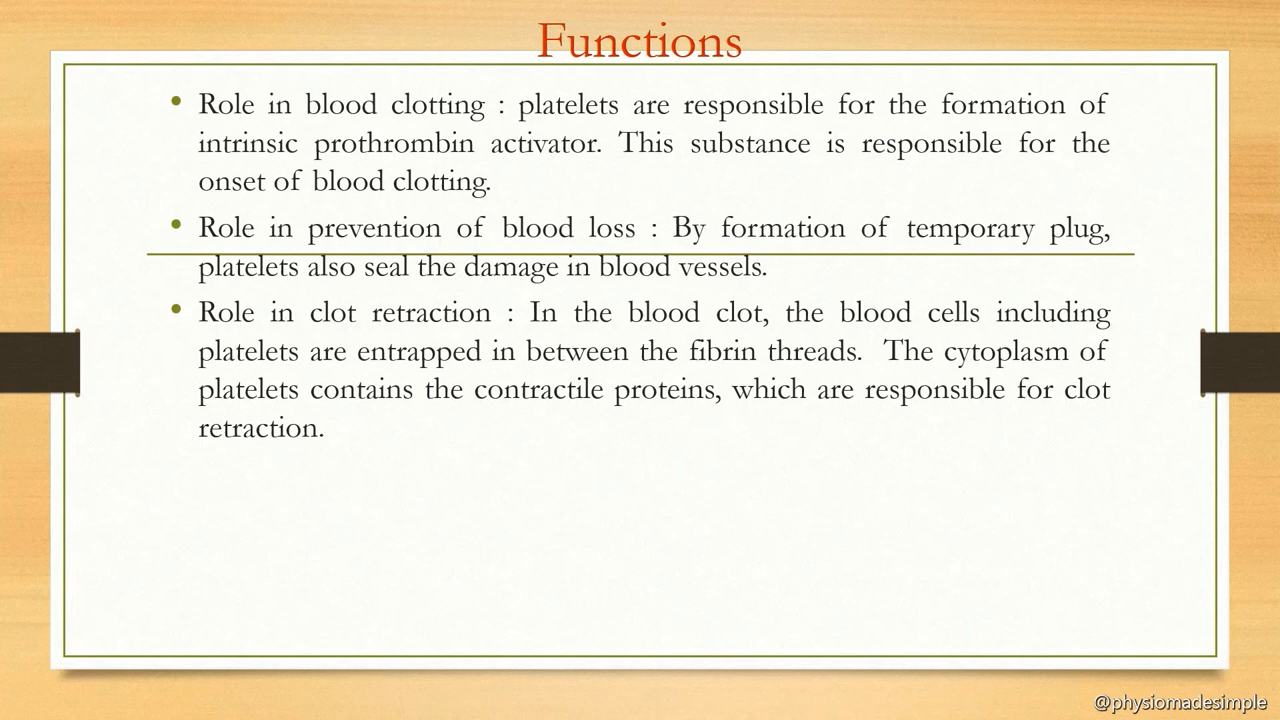 Functions
• Role in blood clotting : platelets are responsible for the formation of
intrinsic prothrombin activator. This substance is responsible for the
onset of blood clotting.
• Role in prevention of blood loss : By formation of temporary plug,
platelets also seal the damage in blood vessels.
• Role in clot retraction : In the blood clot, the blood cells including
platelets are entrapped in between the fibrin threads.  The cytoplasm of
platelets contains the contractile proteins, which are responsible for clot
retraction.
@physiomadesimple